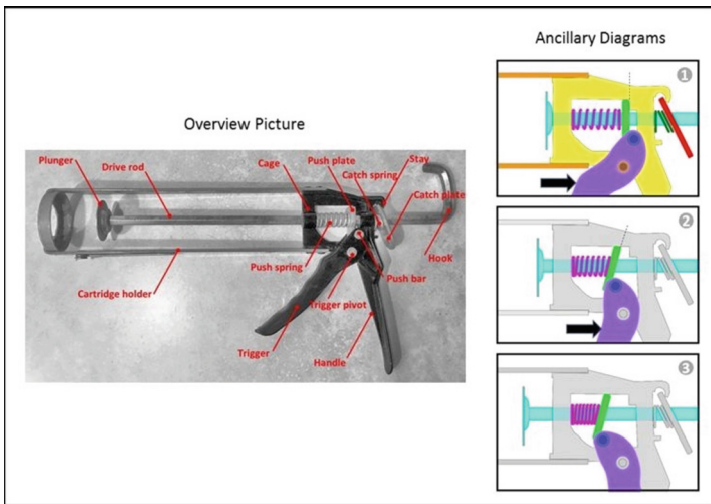 Ancillary Diagrams
Overview Picture
Plunger
Drive rod
Cage
Push plate
Catch spring
Stay
Catch plate
Hook
Push spring
Push bar
Cartridge holder
Trigger pivot
Trigger
Handle
1
2
3